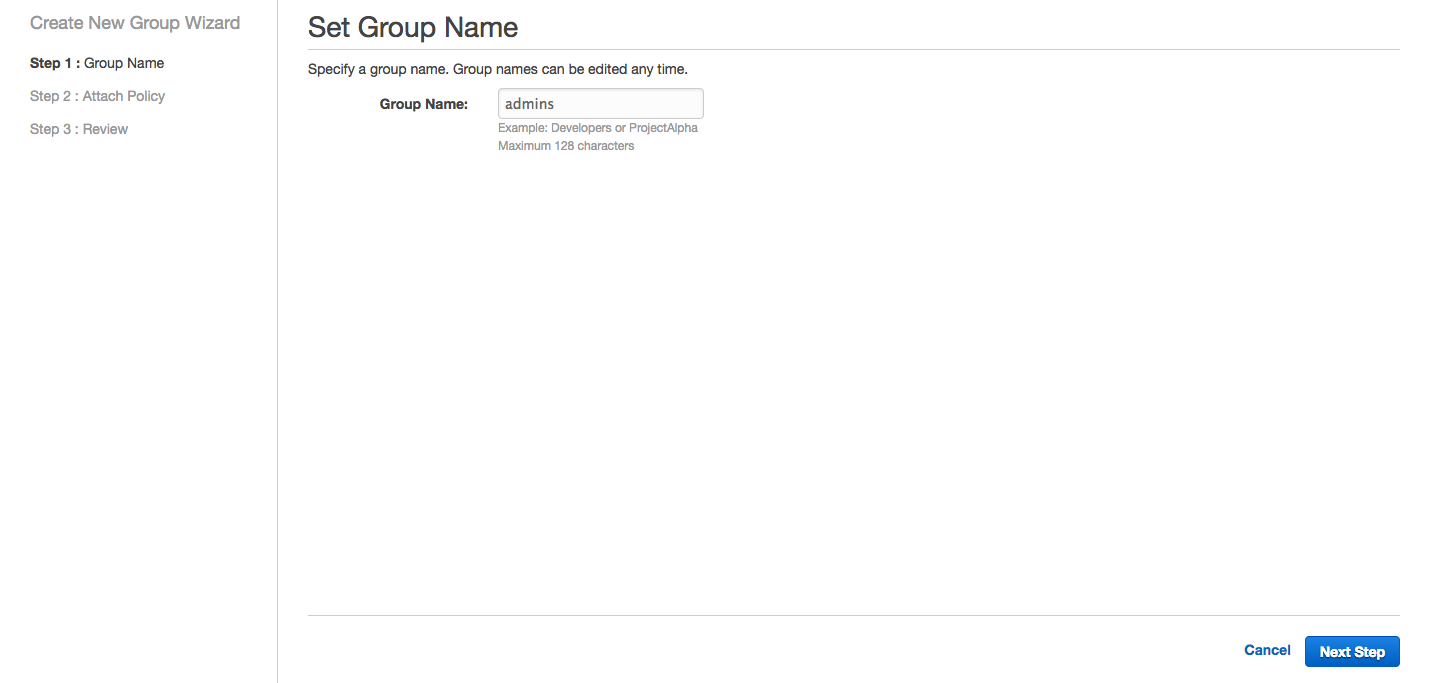 Create New Group Wizard
Step 1 : Group Name
Step 2 : Attach Policy
Step 3 : Review
Set Group Name
Specify a group name. Group names can be edited any time.
Group Name: admins
Example: Developers or ProjectAlpha
Maximum 128 characters
Cancel Next Step